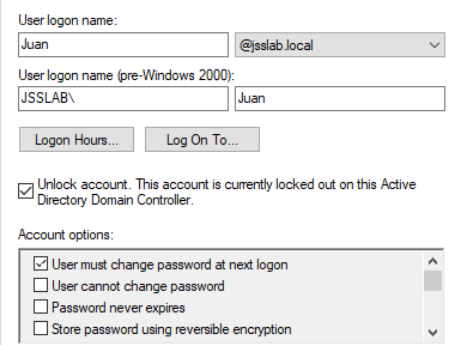 User logon name:
Juan @jsslab.local
User logon name (pre-Windows 2000):
JSSLAB\ Juan
Logon Hours... Log On To...
Unlock account. This account is currently locked out on this Active
Directory Domain Controller.
Account options:
User must change password at next logon
User cannot change password
Password never expires
Store password using reversible encryption